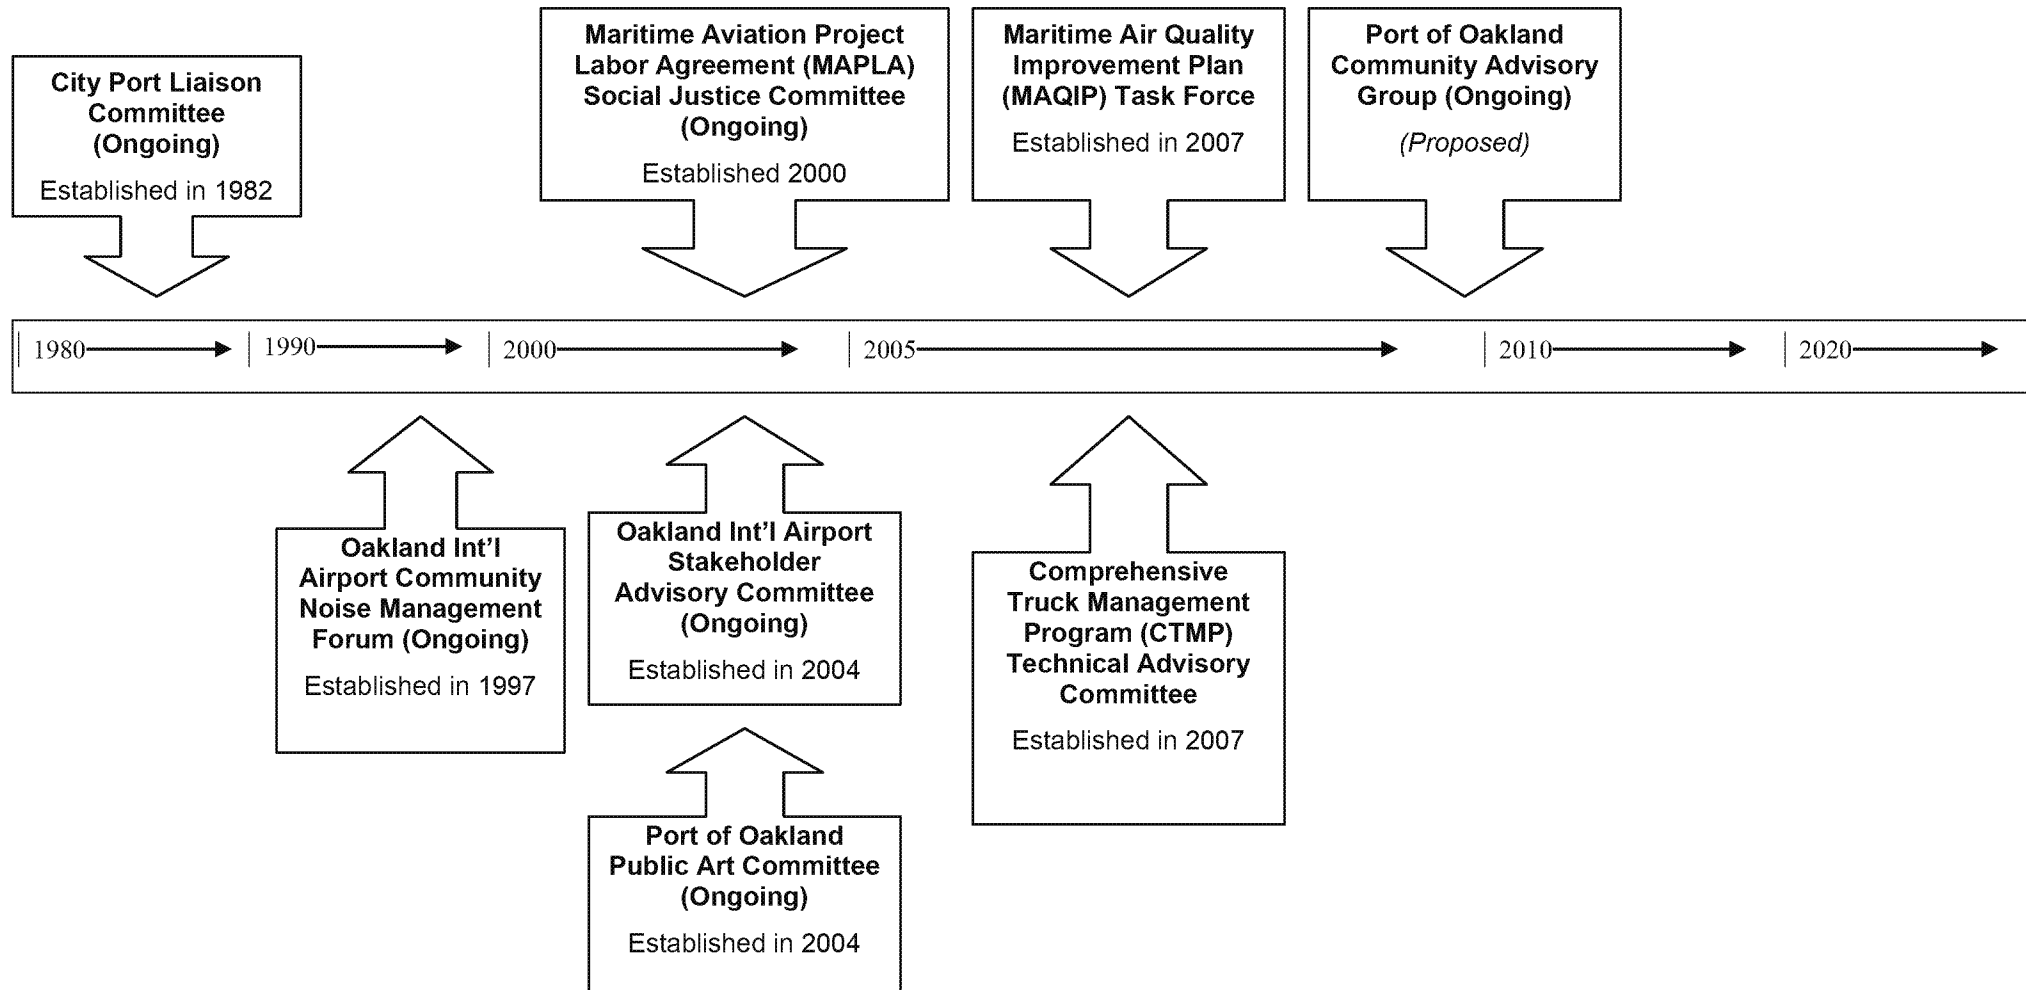 City Port Liaison
Committee
(Ongoing)
Established in 1982
Maritime Aviation Project
Labor Agreement (MAPLA)
Social Justice Committee
(Ongoing)
Established 2000
Maritime Air Quality
Improvement Plan
(MAQIP) Task Force
Established in 2007
Port of Oakland
Community Advisory
Group (Ongoing)
(Proposed)
1980 1990 2000 2005 2010 2020
Oakland Int’l
Airport Community
Noise Management
Forum (Ongoing)
Established in 1997
Oakland Int’l Airport
Stakeholder
Advisory Committee
(Ongoing)
Established in 2004
Comprehensive
Truck Management
Program (CTMP)
Technical Advisory
Committee
Established in 2007
Port of Oakland
Public Art Committee
(Ongoing)
Established in 2004